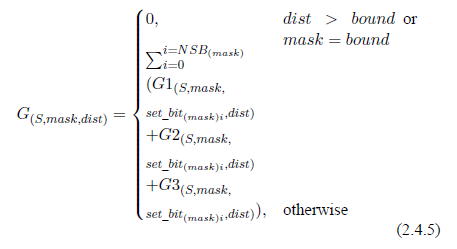 0, dist > bound or
mask = bound
∑_{i=0}^{i=NSB_{(mask)}}
(G1_{(S,mask,
set_bit_{(mask)i},dist)}
G_{(S,mask,dist)} = { +G2_{(S,mask,
set_bit_{(mask)i},dist)}
+G3_{(S,mask,
set_bit_{(mask)i},dist)}), otherwise
(2.4.5)